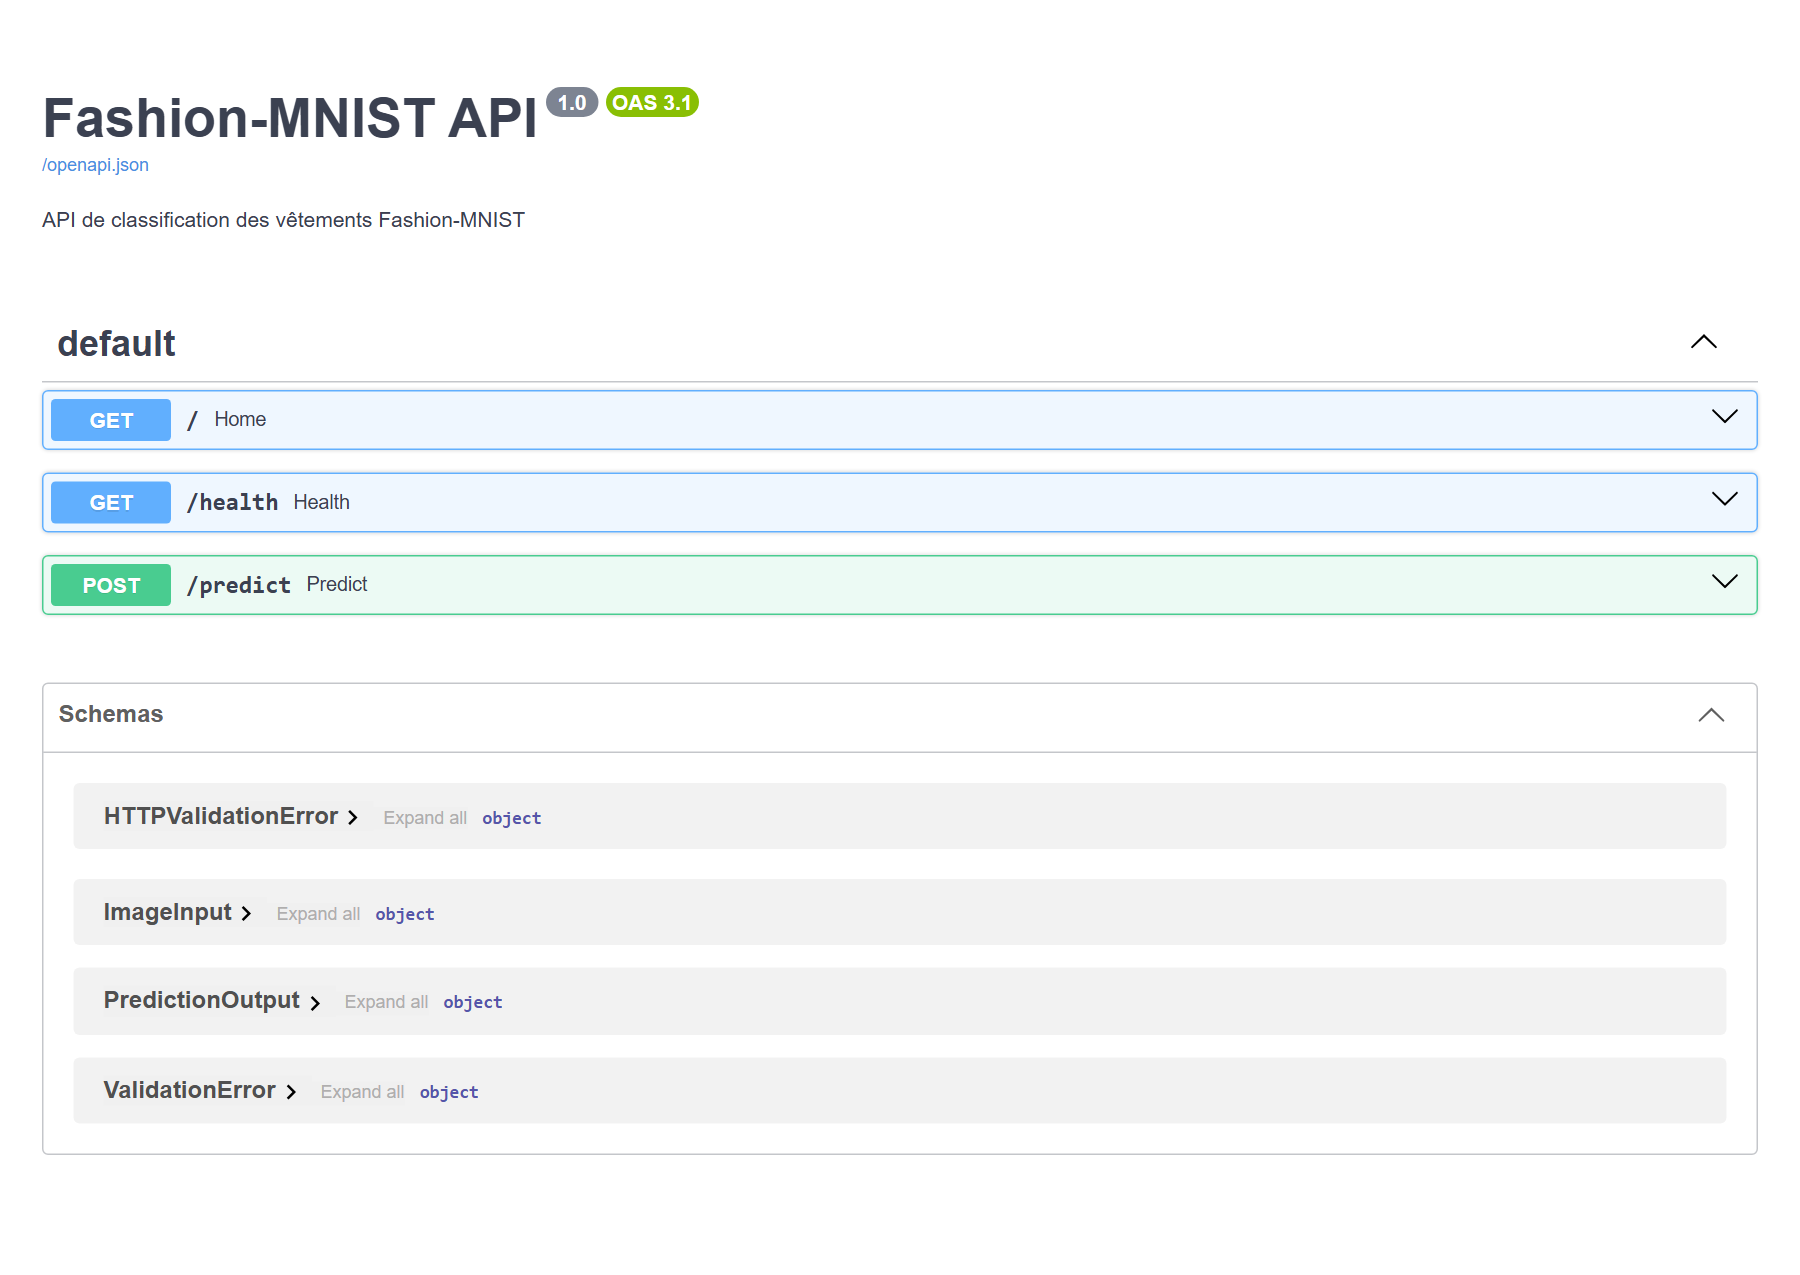 Fashion-MNIST API 1.0 OAS 3.1
/openapi.json
API de classification des vêtements Fashion-MNIST
default
GET / Home
GET /health Health
POST /predict Predict
Schemas
HTTPValidationError Expand all object
ImageInput Expand all object
PredictionOutput Expand all object
ValidationError Expand all object